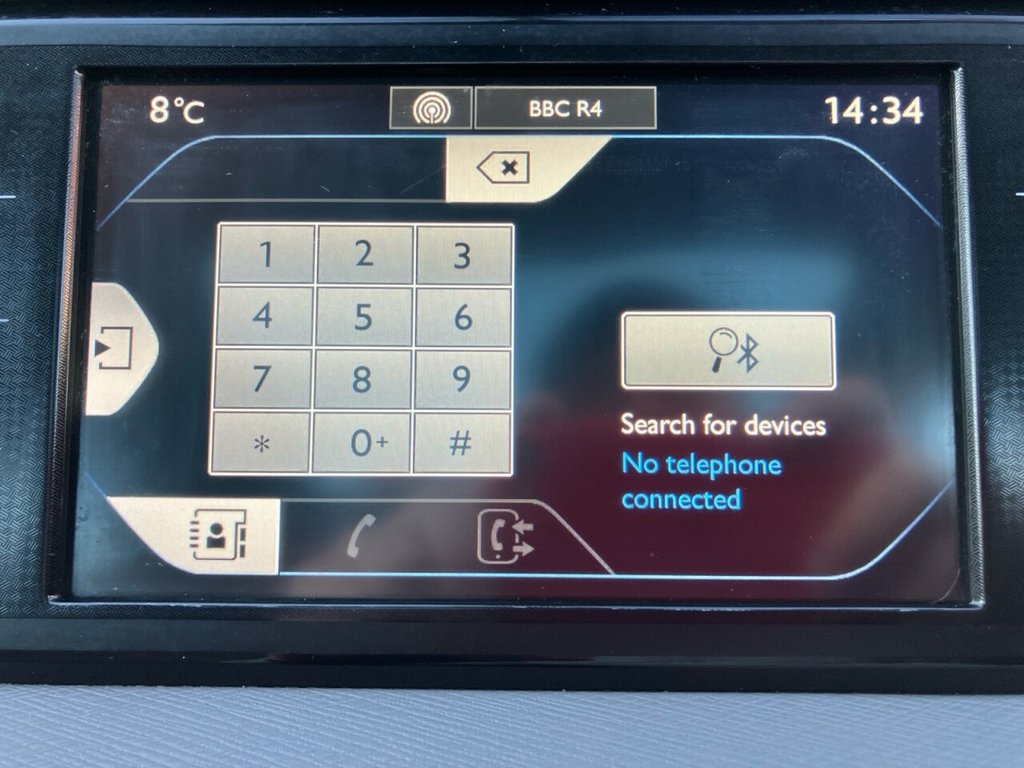 8°C
BBC R4
14:34
1 2 3
4 5 6
7 8 9
* 0+ #
Search for devices
No telephone
connected